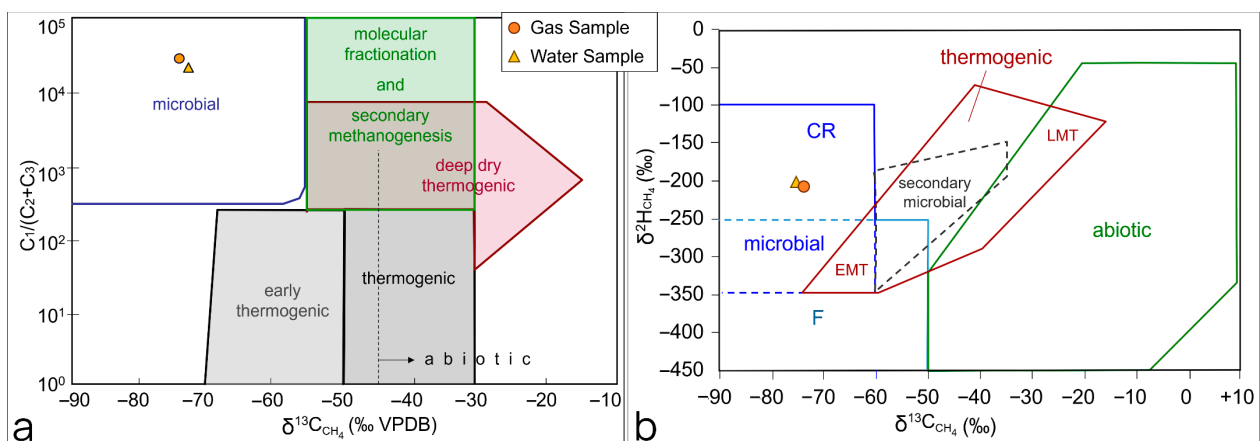 Gas Sample
Water Sample
10⁵
10⁴
10³
10²
10¹
10⁰
C₁/(C₂+C₃)
molecular
fractionation
and
secondary
methanogenesis
microbial
deep dry
thermogenic
thermogenic
early
thermogenic
abiotic
−90
−80
−70
−60
−50
−40
−30
−20
−10
δ¹³C_CH₄ (‰ VPDB)
a
0
−50
−100
−150
−200
−250
−300
−350
−400
−450
δ²H_CH₄ (‰)
thermogenic
CR
LMT
secondary
microbial
microbial
abiotic
EMT
F
−90
−80
−70
−60
−50
−40
−30
−20
−10
0
+10
δ¹³C_CH₄ (‰)
b